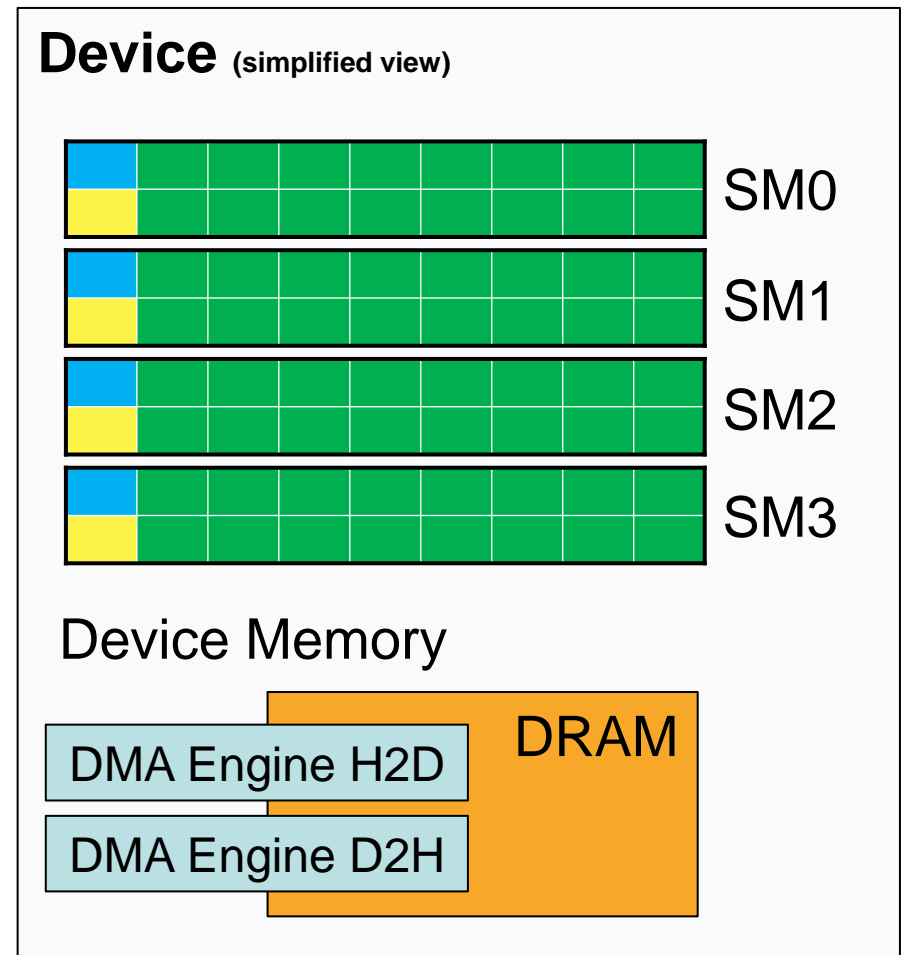 Device (simplified view)
SM0
SM1
SM2
SM3
Device Memory
DRAM
DMA Engine H2D
DMA Engine D2H